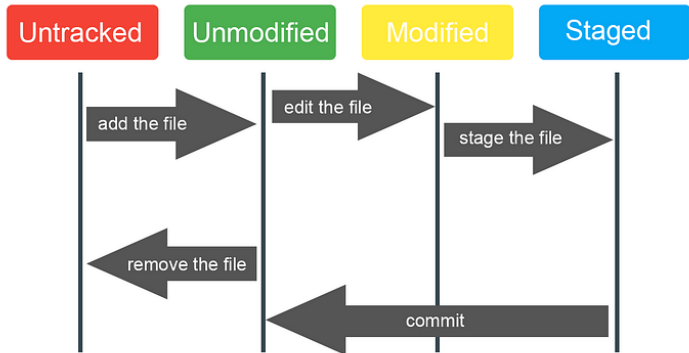 Untracked
Unmodified
Modified
Staged
add the file
edit the file
stage the file
remove the file
commit